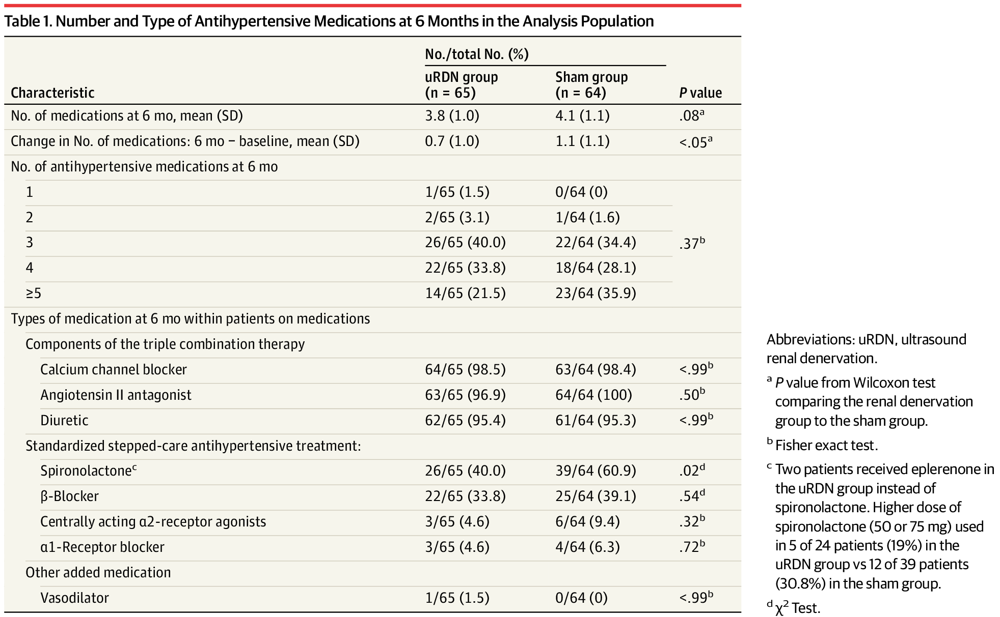 Table 1. Number and Type of Antihypertensive Medications at 6 Months in the Analysis Population
No./total No. (%)
Characteristic uRDN group (n = 65) Sham group (n = 64) P value
No. of medications at 6 mo, mean (SD) 3.8 (1.0) 4.1 (1.1) .08a
Change in No. of medications: 6 mo − baseline, mean (SD) 0.7 (1.0) 1.1 (1.1) <.05a
No. of antihypertensive medications at 6 mo
1 1/65 (1.5) 0/64 (0)
2 2/65 (3.1) 1/64 (1.6)
3 26/65 (40.0) 22/64 (34.4) .37b
4 22/65 (33.8) 18/64 (28.1)
≥5 14/65 (21.5) 23/64 (35.9)
Types of medication at 6 mo within patients on medications
Components of the triple combination therapy
Calcium channel blocker 64/65 (98.5) 63/64 (98.4) <.99b
Angiotensin II antagonist 63/65 (96.9) 64/64 (100) .50b
Diuretic 62/65 (95.4) 61/64 (95.3) <.99b
Standardized stepped-care antihypertensive treatment:
Spironolactonec 26/65 (40.0) 39/64 (60.9) .02d
β-Blocker 22/65 (33.8) 25/64 (39.1) .54d
Centrally acting α2-receptor agonists 3/65 (4.6) 6/64 (9.4) .32b
α1-Receptor blocker 3/65 (4.6) 4/64 (6.3) .72b
Other added medication
Vasodilator 1/65 (1.5) 0/64 (0) <.99b
Abbreviations: uRDN, ultrasound
renal denervation.
a P value from Wilcoxon test
comparing the renal denervation
group to the sham group.
b Fisher exact test.
c Two patients received eplerenone in
the uRDN group instead of
spironolactone. Higher dose of
spironolactone (50 or 75 mg) used
in 5 of 24 patients (19%) in the
uRDN group vs 12 of 39 patients
(30.8%) in the sham group.
d χ2 Test.